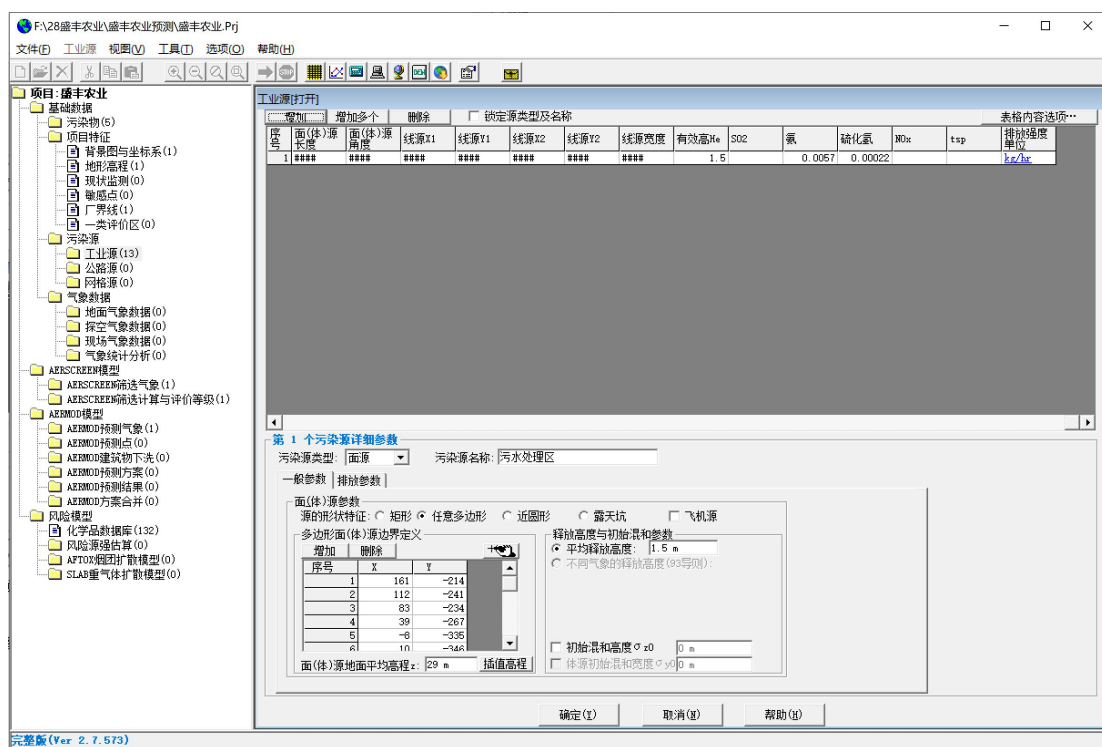 F:\28盛丰农业\盛丰农业预测\盛丰农业.Prj
文件(F) 工业源 视图(V) 工具(T) 选项(O) 帮助(H)
项目:盛丰农业
基础数据
污染物(5)
项目特征
背景图与坐标系(1)
地形高程(1)
现状监测(0)
敏感点(0)
厂界线(1)
一类评价区(0)
污染源
工业源(13)
公路源(0)
网格源(0)
气象数据
地面气象数据(0)
探空气象数据(0)
现场气象数据(0)
气象统计分析(0)
AERSCREEN模型
AERSCREEN筛选气象(1)
AERSCREEN筛选计算与评价等级(1)
AERMOD模型
AERMOD预测气象(1)
AERMOD预测点(0)
AERMOD建筑物下洗(0)
AERMOD预测方案(0)
AERMOD预测结果(0)
AERMOD方案合并(0)
风险模型
化学品数据库(132)
风险源强估算(0)
AFTOX烟团扩散模型(0)
SLAB重气体扩散模型(0)
工业源[打开]
增加 增加多个 删除 锁定源类型及名称 表格内容选项…
序号 面(体)源长度 面(体)源角度 线源X1 线源Y1 线源X2 线源Y2 线源宽度 有效高He SO2 氨 硫化氢 NOx tsp 排放强度单位
1 #### #### #### #### #### #### #### 1.5 0.0057 0.00022 kg/hr
第 1 个污染源详细参数
污染源类型: 面源 污染源名称: 污水处理区
一般参数 排放参数
面(体)源参数
源的形状特征: 矩形 任意多边形 近圆形 露天坑 飞机源
多边形面(体)源边界定义
增加 删除
序号 X Y
1 161 -214
2 112 -241
3 83 -234
4 39 -267
5 -8 -335
6 10 -346
面(体)源地面平均高程z: 29 m 插值高程
释放高度与初始混和参数
平均释放高度: 1.5 m
不同气象的释放高度(93导则):
初始混和高度σz0 0 m
体源初始混和宽度σy0 0 m
确定(Y) 取消(N) 帮助(H)
完整版(Ver 2.7.573)